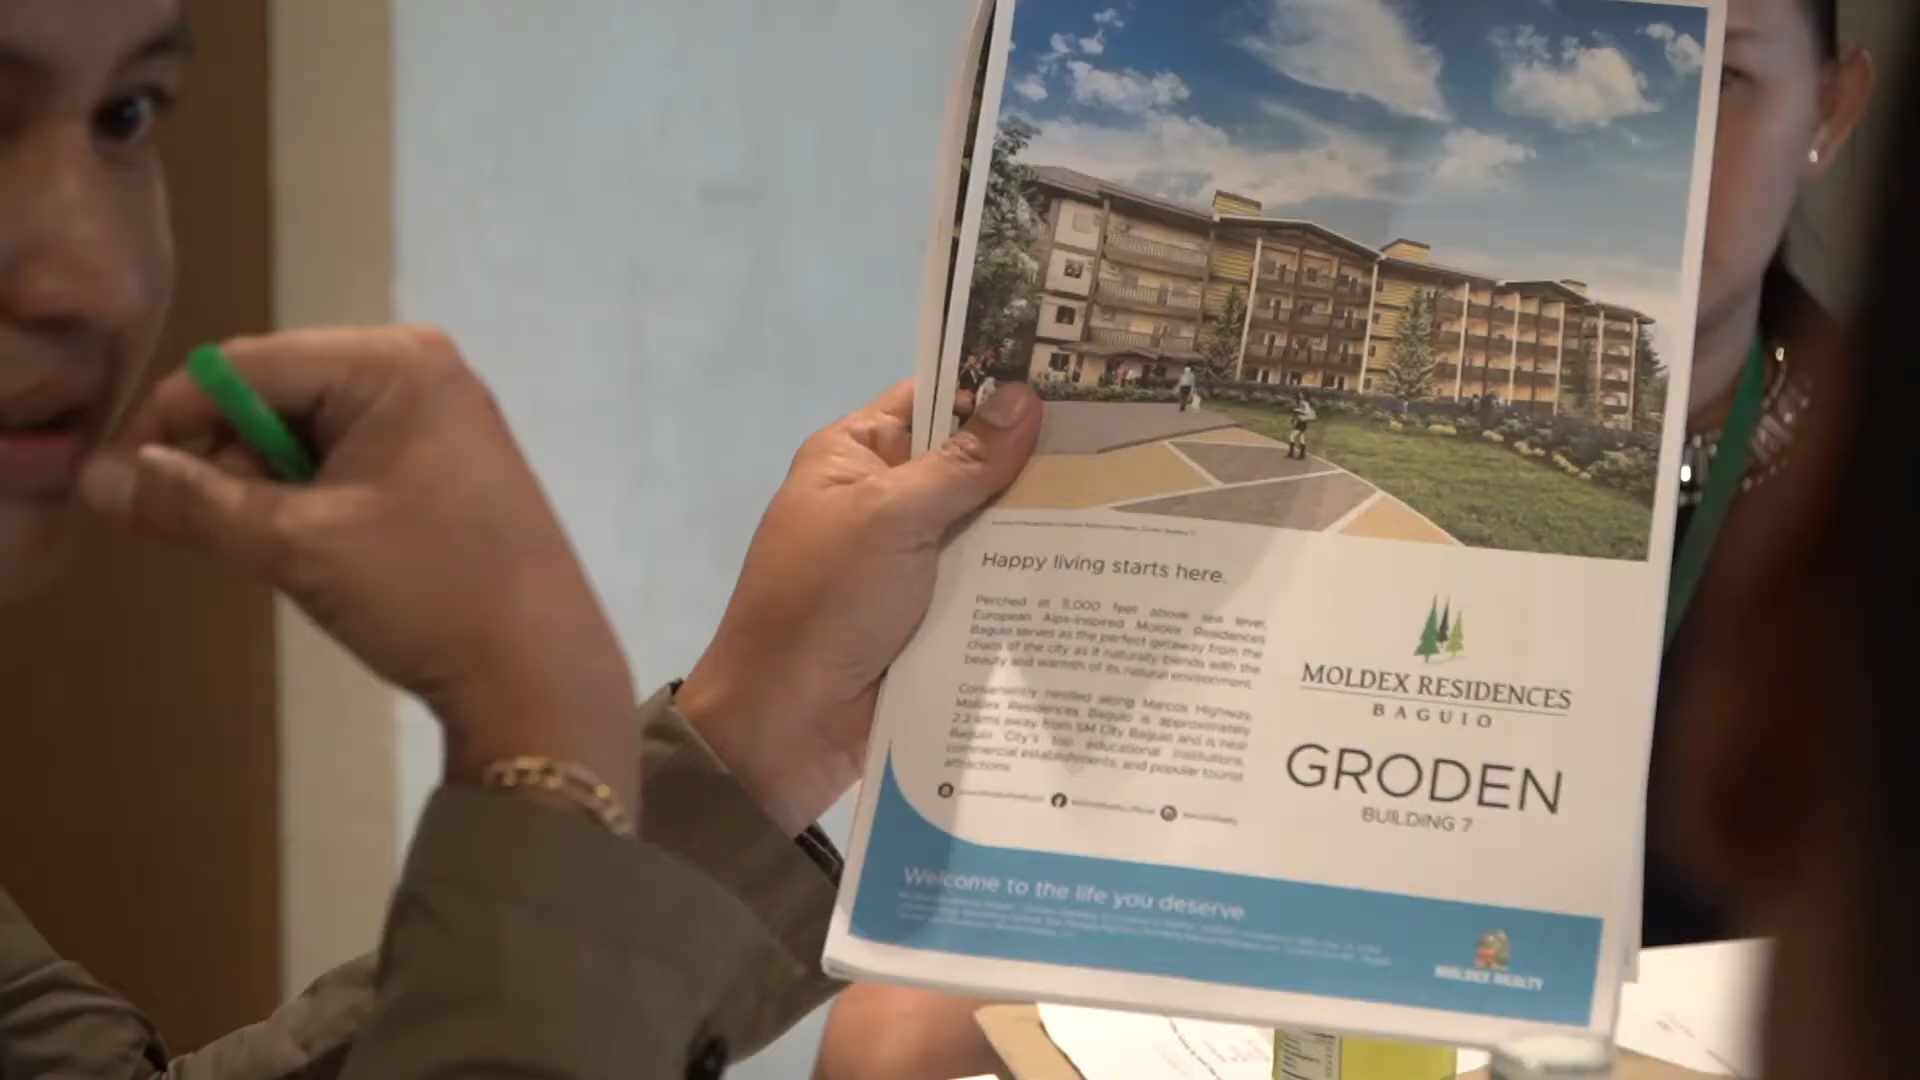 Happy living starts here.
Perched at 5,000 feet above sea level,
European Alps-inspired Moldex Residences
Baguio serves as the perfect getaway from the
chaos of the city as it naturally blends with the
beauty and warmth of its natural environment.
Conveniently nestled along Marcos Highway,
Moldex Residences Baguio is approximately
2.2 kms away from SM City Baguio and is near
Baguio City's top educational institutions,
commercial establishments, and popular tourist
attractions.
MOLDEX RESIDENCES
BAGUIO
GRODEN
BUILDING 7
Welcome to the life you deserve.
MOLDEX REALTY